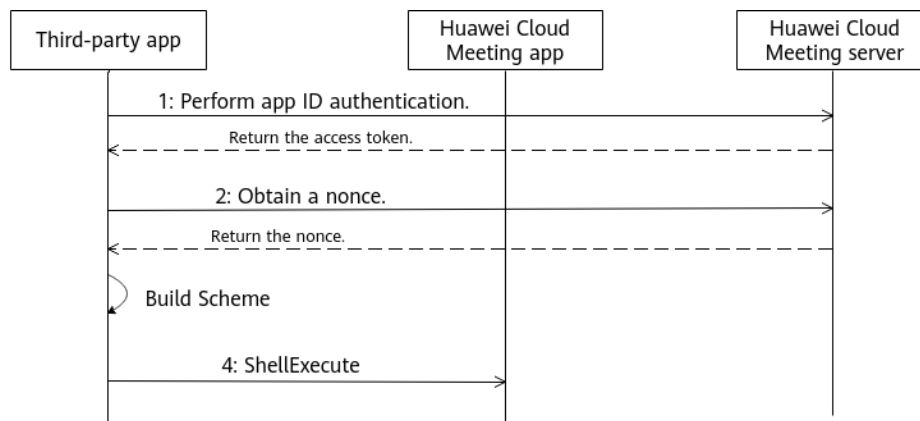 Third-party app
Huawei Cloud
Meeting app
Huawei Cloud
Meeting server
1: Perform app ID authentication.
Return the access token.
2: Obtain a nonce.
Return the nonce.
Build Scheme
4: ShellExecute